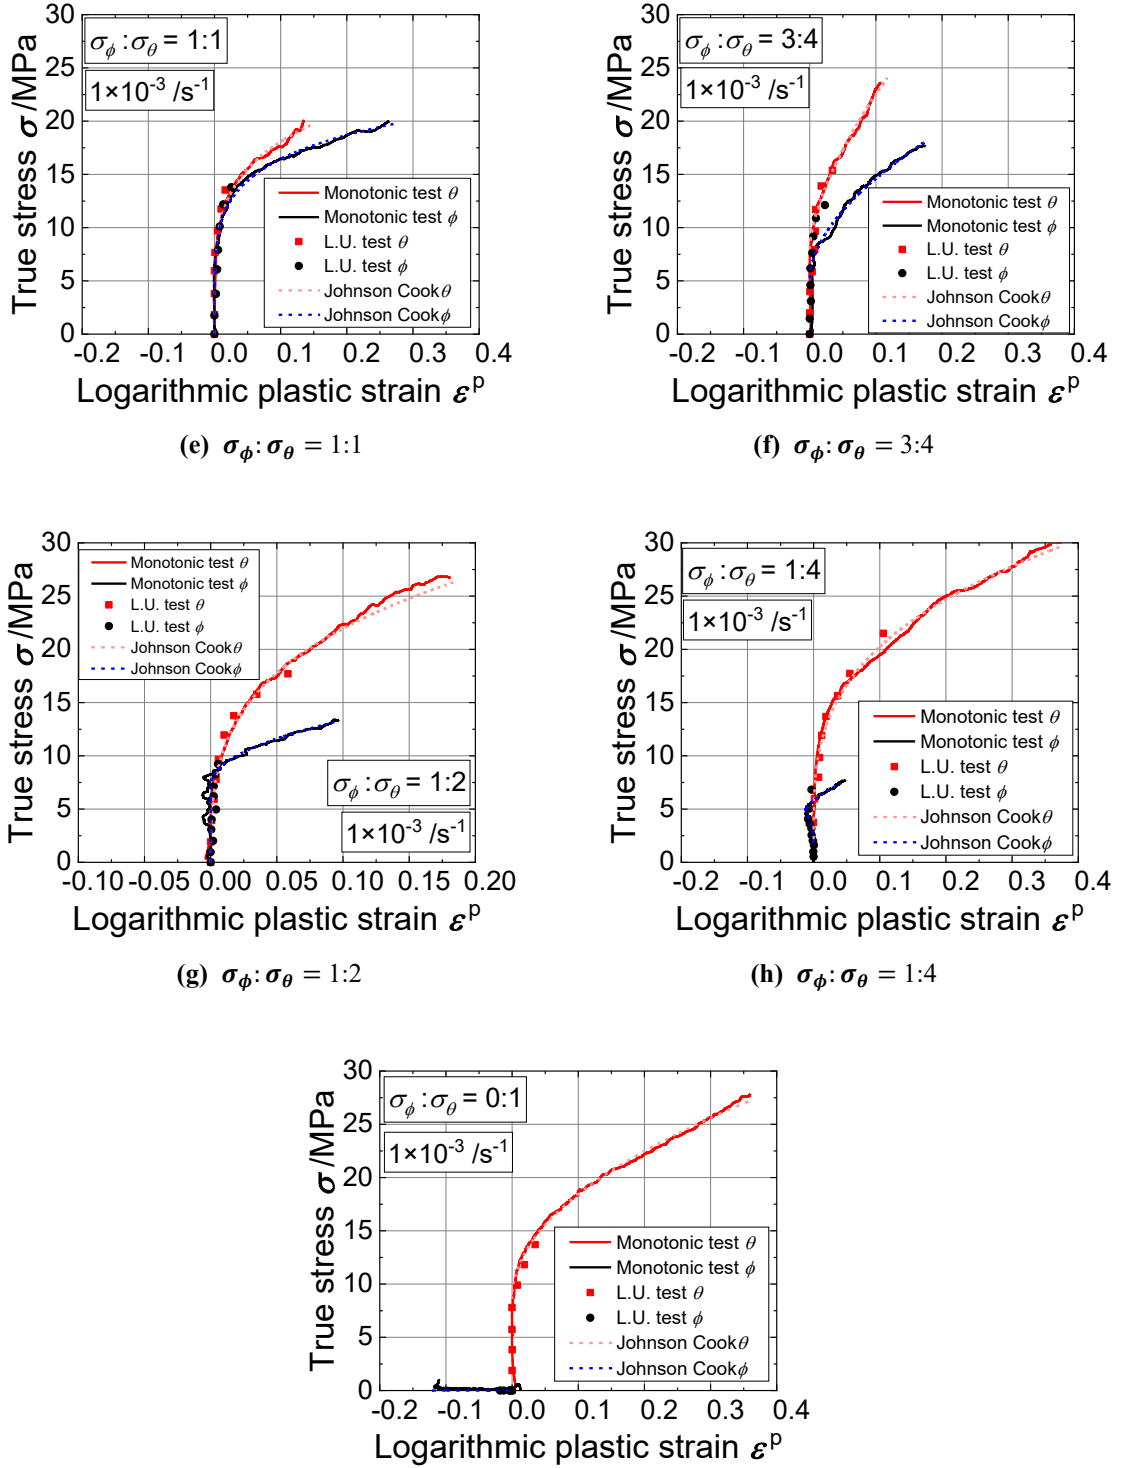 30
25
20
15
10
5
0
True stress σ /MPa
σϕ :σθ = 1:1
1×10-3 /s-1
Monotonic test θ
Monotonic test ϕ
L.U. test θ
L.U. test ϕ
Johnson Cook θ
Johnson Cook ϕ
-0.2 -0.1 0.0 0.1 0.2 0.3 0.4
Logarithmic plastic strain εp
(e) σϕ: σθ = 1:1
30
25
20
15
10
5
0
True stress σ /MPa
σϕ :σθ = 3:4
1×10-3 /s-1
Monotonic test θ
Monotonic test ϕ
L.U. test θ
L.U. test ϕ
Johnson Cook θ
Johnson Cook ϕ
-0.2 -0.1 0.0 0.1 0.2 0.3 0.4
Logarithmic plastic strain εp
(f) σϕ: σθ = 3:4
30
25
20
15
10
5
0
True stress σ /MPa
Monotonic test θ
Monotonic test ϕ
L.U. test θ
L.U. test ϕ
Johnson Cook θ
Johnson Cook ϕ
σϕ :σθ = 1:2
1×10-3 /s-1
-0.10 -0.05 0.00 0.05 0.10 0.15 0.20
Logarithmic plastic strain εp
(g) σϕ: σθ = 1:2
30
25
20
15
10
5
0
True stress σ /MPa
σϕ :σθ = 1:4
1×10-3 /s-1
Monotonic test θ
Monotonic test ϕ
L.U. test θ
L.U. test ϕ
Johnson Cook θ
Johnson Cook ϕ
-0.2 -0.1 0.0 0.1 0.2 0.3 0.4
Logarithmic plastic strain εp
(h) σϕ: σθ = 1:4
30
25
20
15
10
5
0
True stress σ /MPa
σϕ :σθ = 0:1
1×10-3 /s-1
Monotonic test θ
Monotonic test ϕ
L.U. test θ
L.U. test ϕ
Johnson Cook θ
Johnson Cook ϕ
-0.2 -0.1 0.0 0.1 0.2 0.3 0.4
Logarithmic plastic strain εp